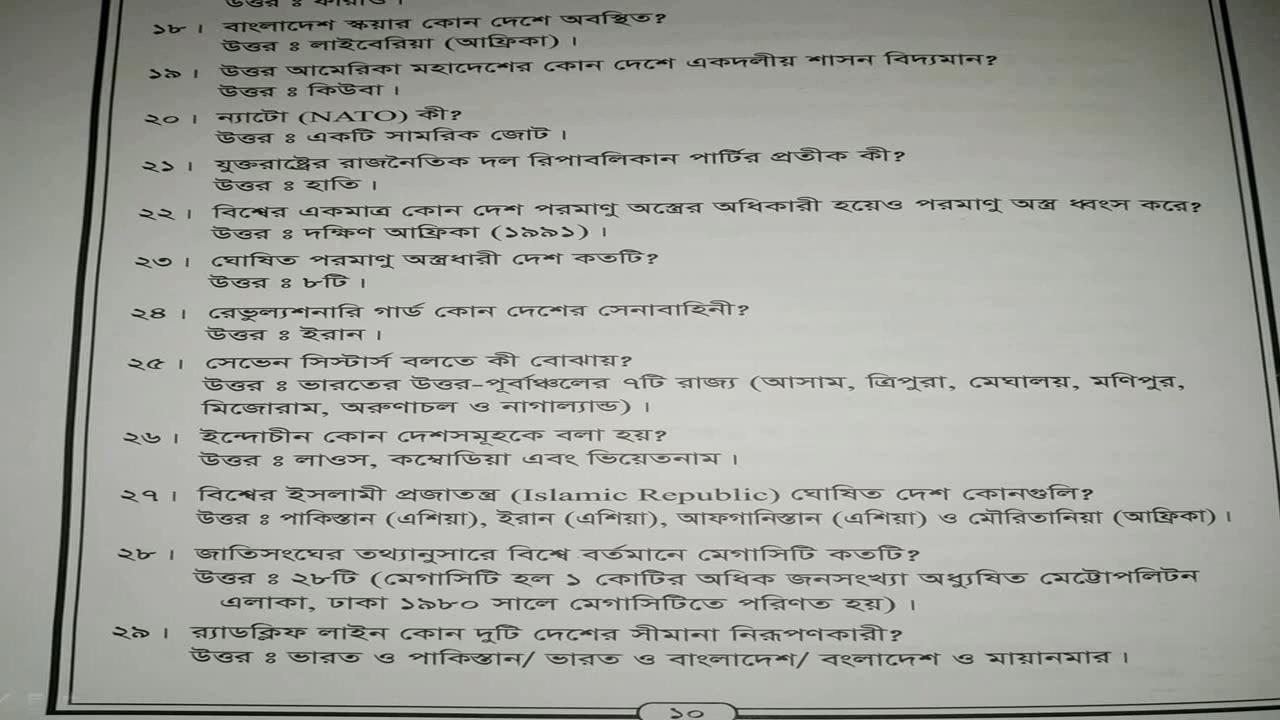 ১৮। বাংলাদেশ স্কয়ার কোন দেশে অবস্থিত?
উত্তর ঃ লাইবেরিয়া (আফ্রিকা)।
১৯। উত্তর আমেরিকা মহাদেশের কোন দেশে একদলীয় শাসন বিদ্যমান?
উত্তর ঃ কিউবা।
২০। ন্যাটো (NATO) কী?
উত্তর ঃ একটি সামরিক জোট।
২১। যুক্তরাষ্ট্রের রাজনৈতিক দল রিপাবলিকান পার্টির প্রতীক কী?
উত্তর ঃ হাতি।
২২। বিশ্বের একমাত্র কোন দেশ পরমাণু অস্ত্রের অধিকারী হয়েও পরমাণু অস্ত্র ধ্বংস করে?
উত্তর ঃ দক্ষিণ আফ্রিকা (১৯৯১)।
২৩। ঘোষিত পরমাণু অস্ত্রধারী দেশ কতটি?
উত্তর ঃ ৮টি।
২৪। রেভুল্যশনারি গার্ড কোন দেশের সেনাবাহিনী?
উত্তর ঃ ইরান।
২৫। সেভেন সিস্টার্স বলতে কী বোঝায়?
উত্তর ঃ ভারতের উত্তর-পূর্বাঞ্চলের ৭টি রাজ্য (আসাম, ত্রিপুরা, মেঘালয়, মণিপুর,
মিজোরাম, অরুণাচল ও নাগাল্যান্ড)।
২৬। ইন্দোচীন কোন দেশসমূহকে বলা হয়?
উত্তর ঃ লাওস, কম্বোডিয়া এবং ভিয়েতনাম।
২৭। বিশ্বের ইসলামী প্রজাতন্ত্র (Islamic Republic) ঘোষিত দেশ কোনগুলি?
উত্তর ঃ পাকিস্তান (এশিয়া), ইরান (এশিয়া), আফগানিস্তান (এশিয়া) ও মৌরিতানিয়া (আফ্রিকা)।
২৮। জাতিসংঘের তথ্যানুসারে বিশ্বে বর্তমানে মেগাসিটি কতটি?
উত্তর ঃ ২৮টি (মেগাসিটি হল ১ কোটির অধিক জনসংখ্যা অধ্যুষিত মেট্টোপলিটন
এলাকা, ঢাকা ১৯৮০ সালে মেগাসিটিতে পরিণত হয়)।
২৯। র‍্যাডক্লিফ লাইন কোন দুটি দেশের সীমানা নিরূপণকারী?
উত্তর ঃ ভারত ও পাকিস্তান/ ভারত ও বাংলাদেশ/ বংলাদেশ ও মায়ানমার।
১০